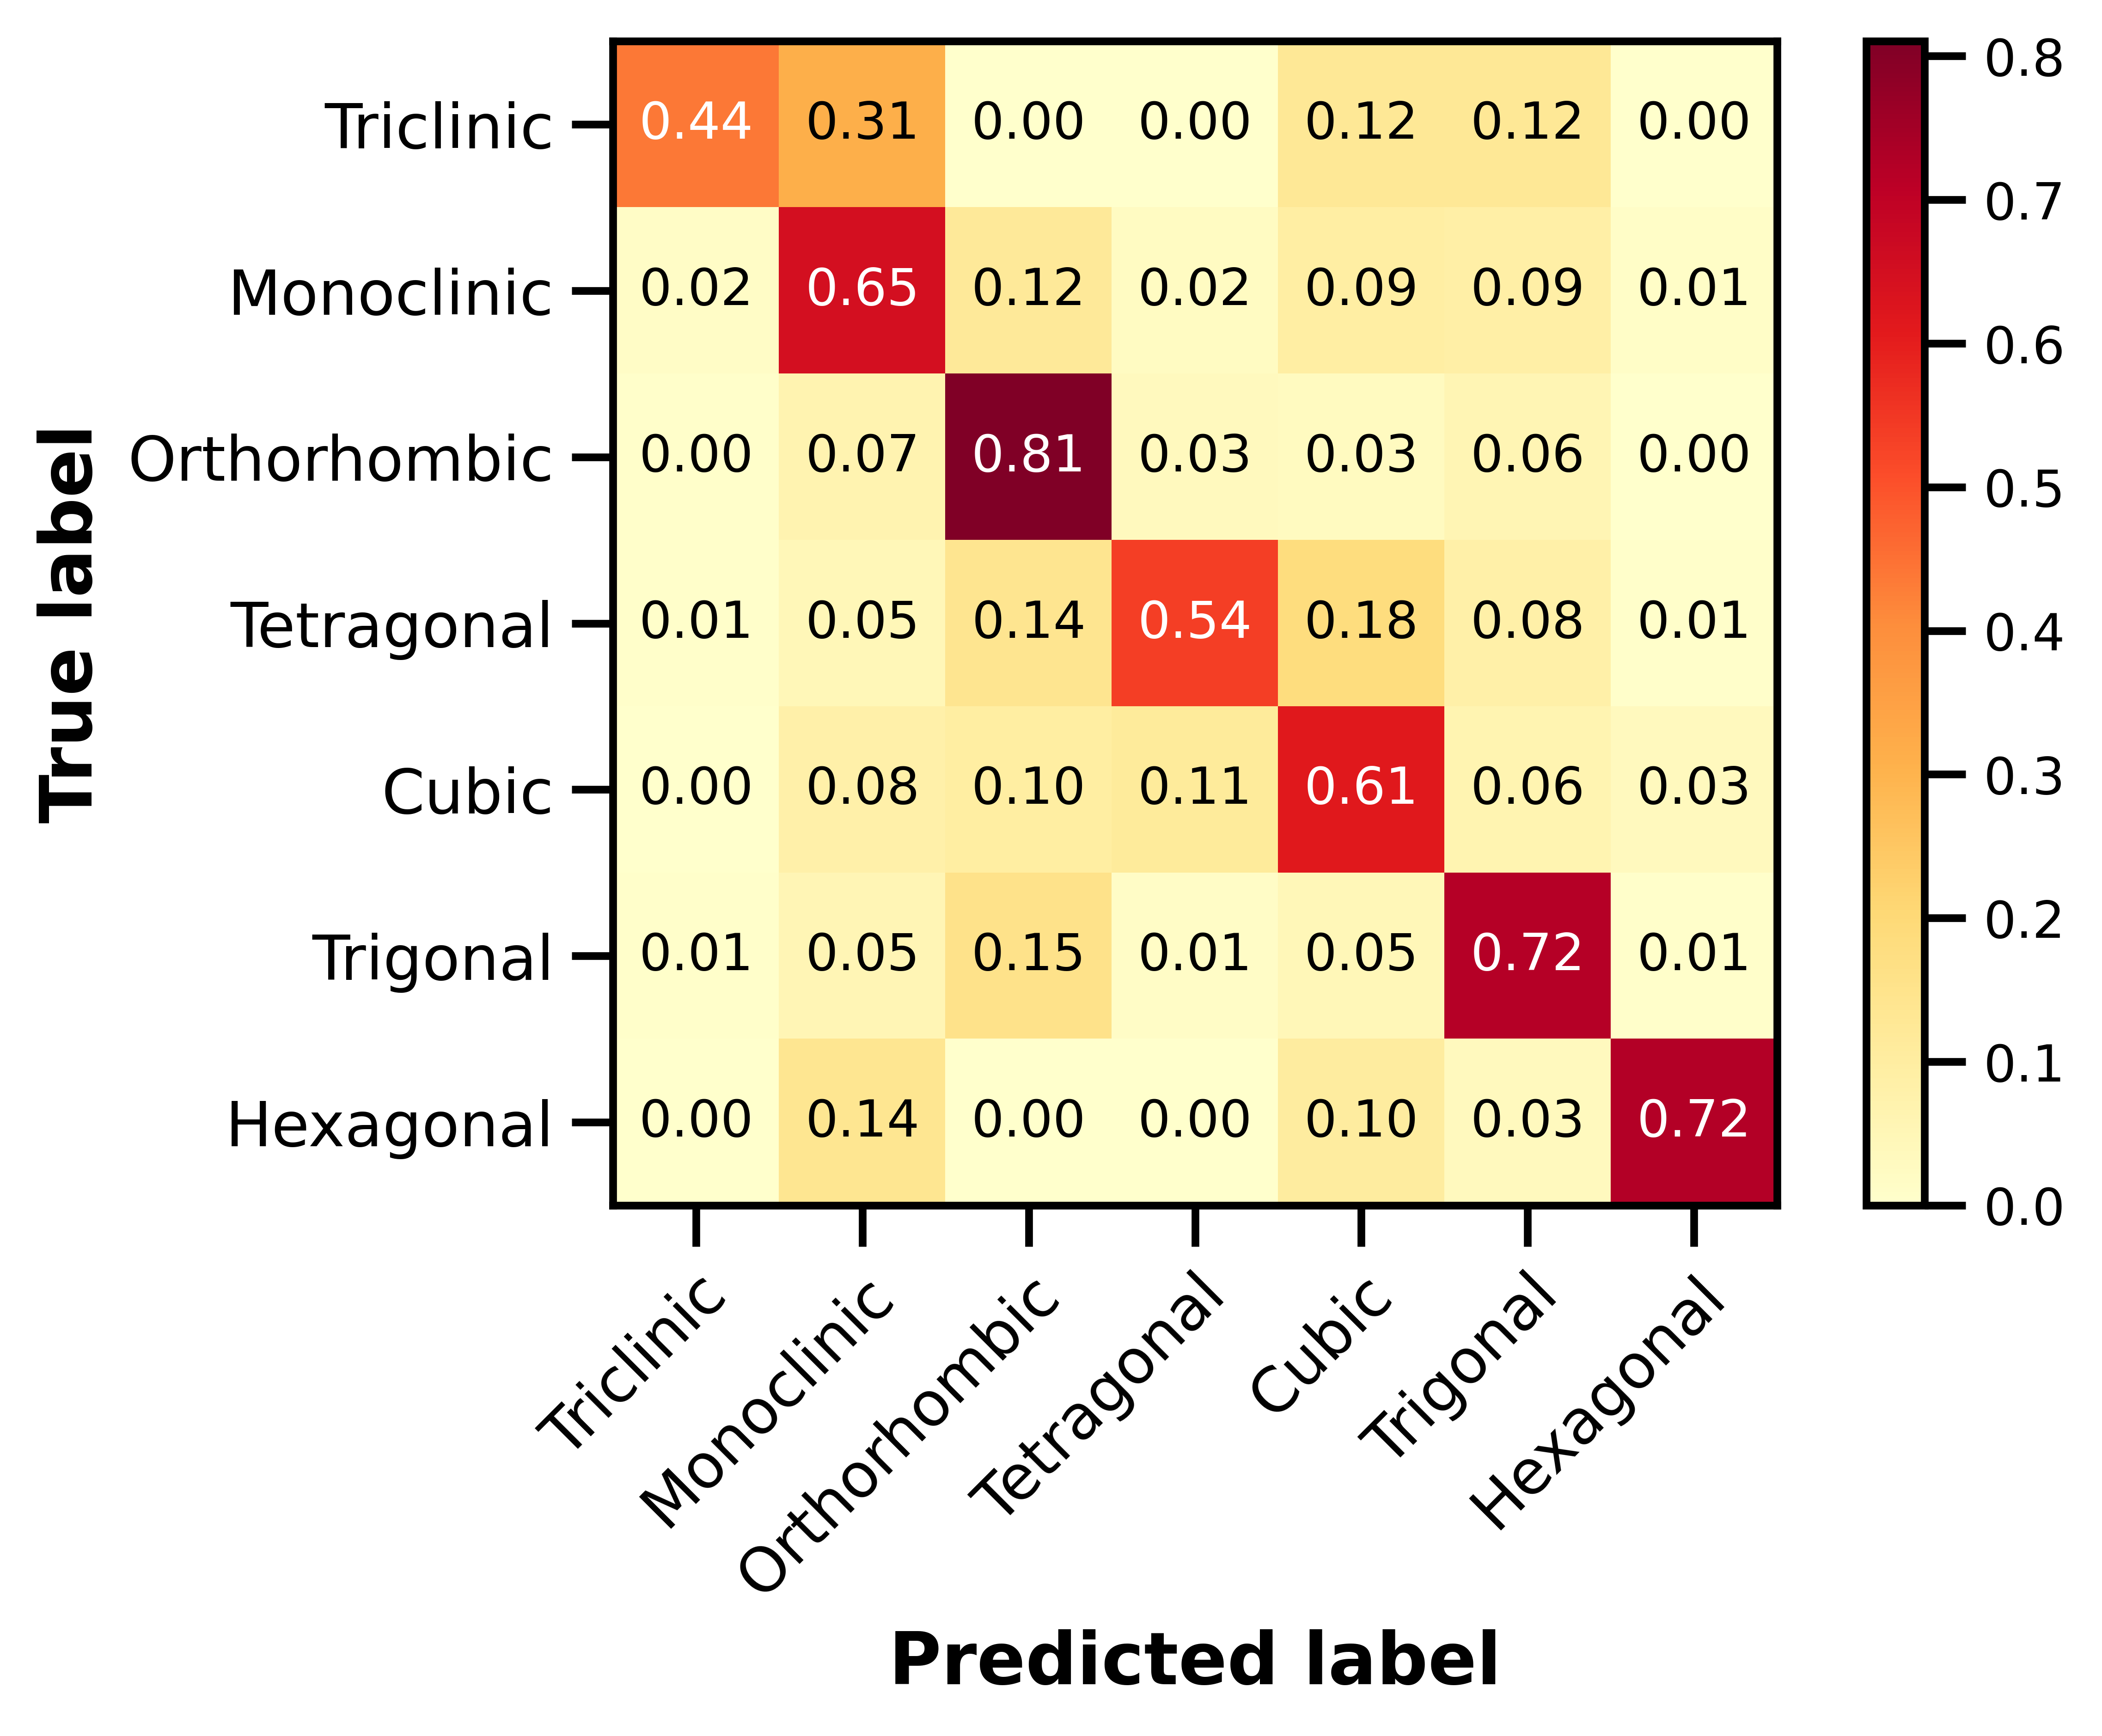 True label
Triclinic 0.44 0.31 0.00 0.00 0.12 0.12 0.00
Monoclinic 0.02 0.65 0.12 0.02 0.09 0.09 0.01
Orthorhombic 0.00 0.07 0.81 0.03 0.03 0.06 0.00
Tetragonal 0.01 0.05 0.14 0.54 0.18 0.08 0.01
Cubic 0.00 0.08 0.10 0.11 0.61 0.06 0.03
Trigonal 0.01 0.05 0.15 0.01 0.05 0.72 0.01
Hexagonal 0.00 0.14 0.00 0.00 0.10 0.03 0.72
Triclinic
Monoclinic
Orthorhombic
Tetragonal
Cubic
Trigonal
Hexagonal
Predicted label
0.8
0.7
0.6
0.5
0.4
0.3
0.2
0.1
0.0